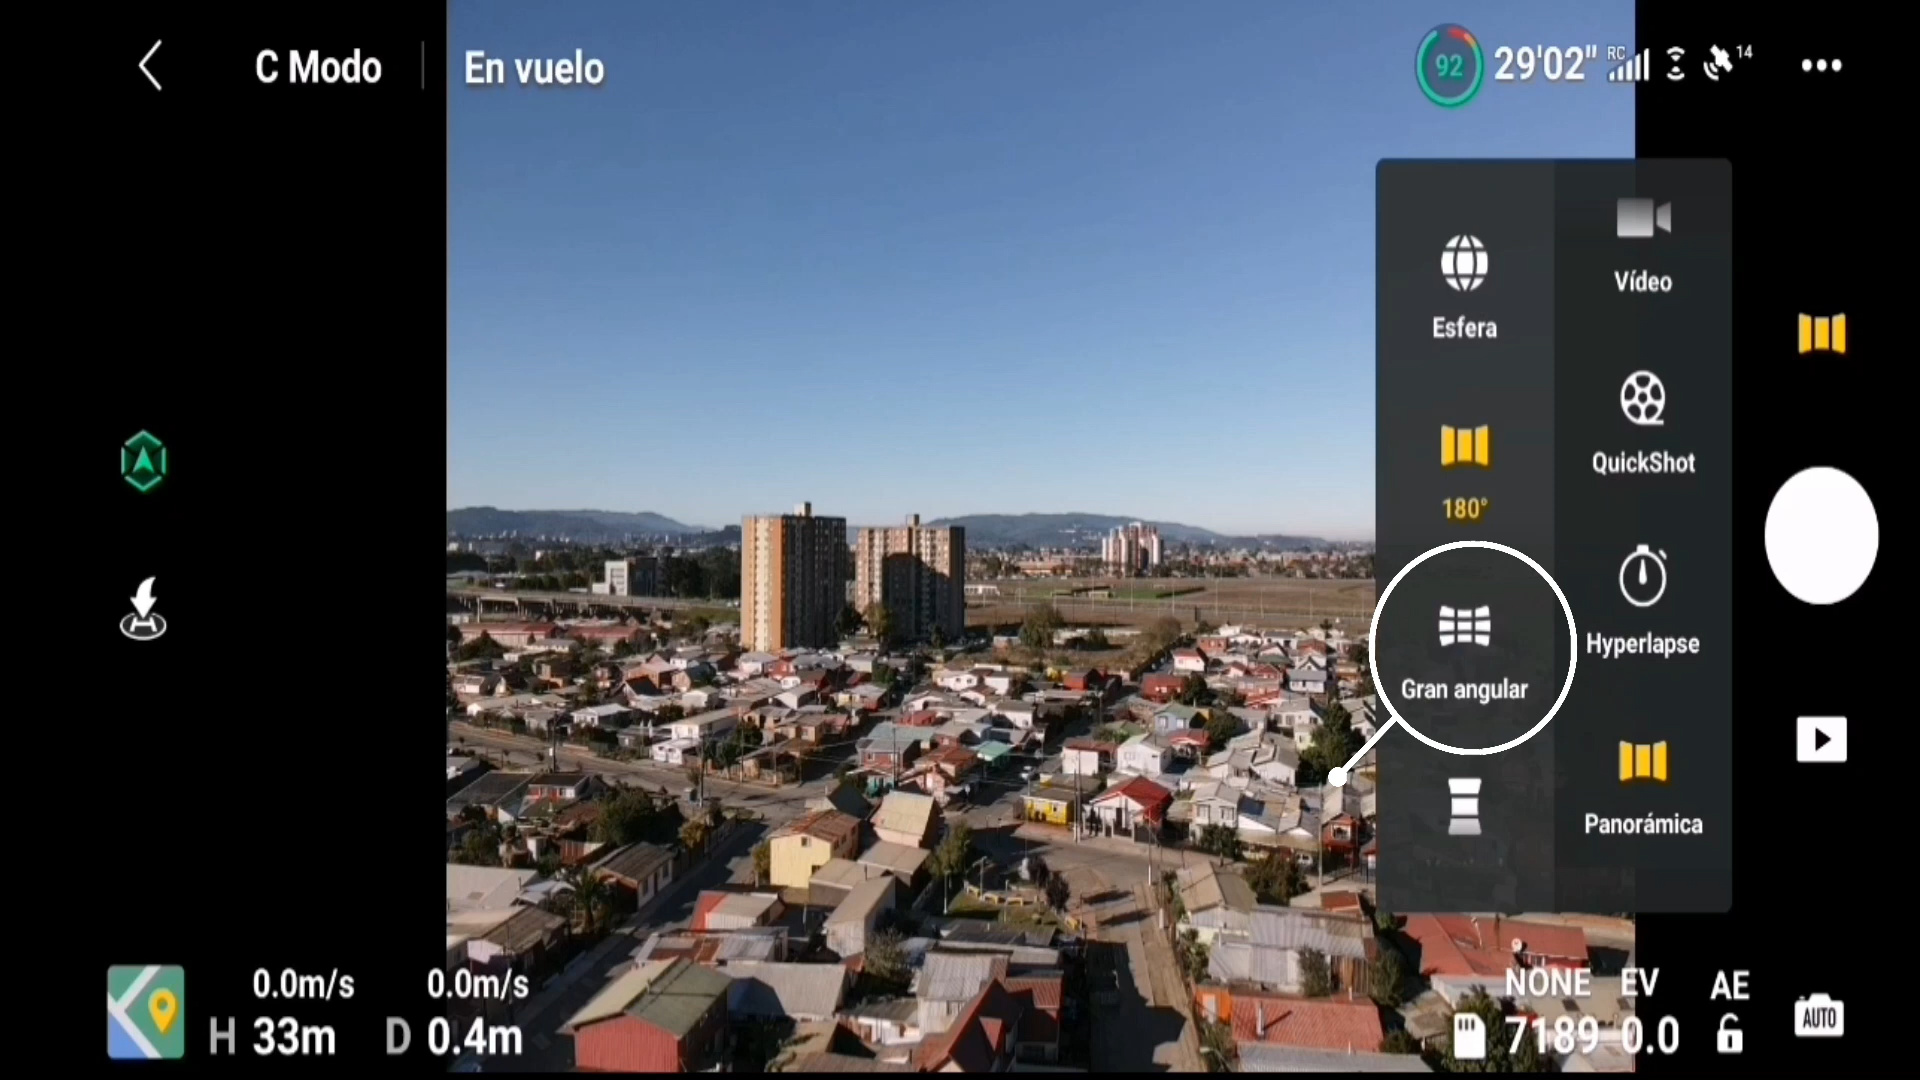 C Modo
En vuelo
92
29'02"
RC
14
Esfera
180°
Gran angular
Vídeo
QuickShot
Hyperlapse
Panorámica
0.0m/s
0.0m/s
H 33m
D 0.4m
NONE
EV
AE
7189
0.0
AUTO